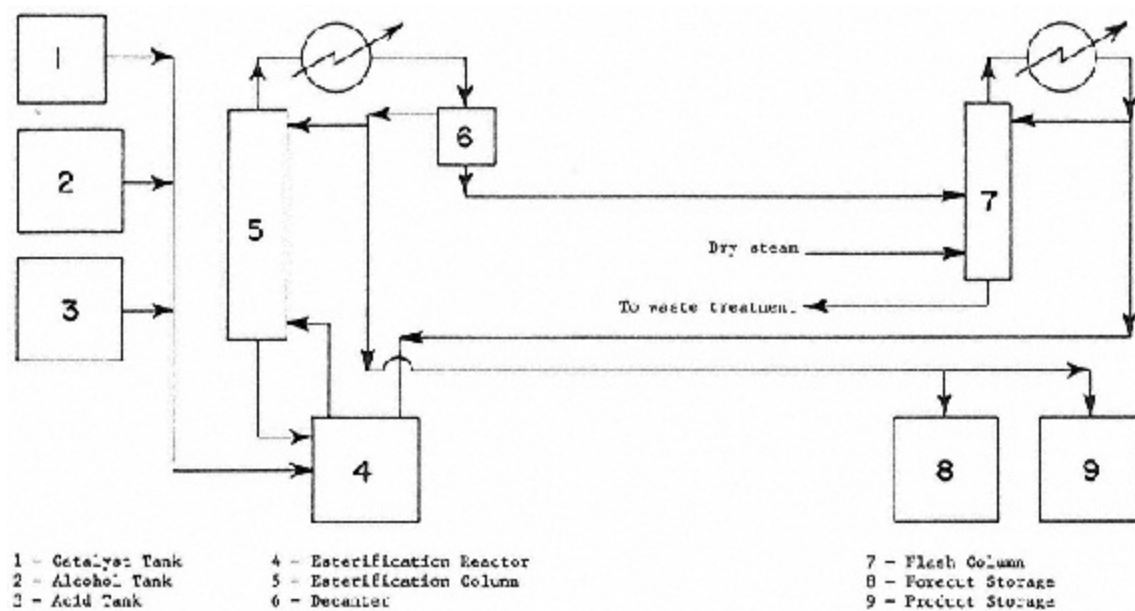 1
2
3
4
5
6
7
8
9
Dry steam
To waste treatment
1 - Catalyst Tank
2 - Alcohol Tank
3 - Acid Tank
4 - Esterification Reactor
5 - Esterification Column
6 - Decanter
7 - Flash Column
8 - Forecut Storage
9 - Product Storage